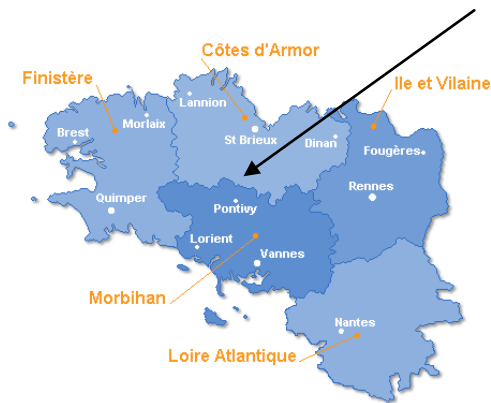 Côtes d'Armor
Finistère
Ile et Vilaine
Lannion
Morlaix
Brest
St Brieux
Dinan
Fougères
Quimper
Pontivy
Rennes
Lorient
Vannes
Morbihan
Nantes
Loire Atlantique